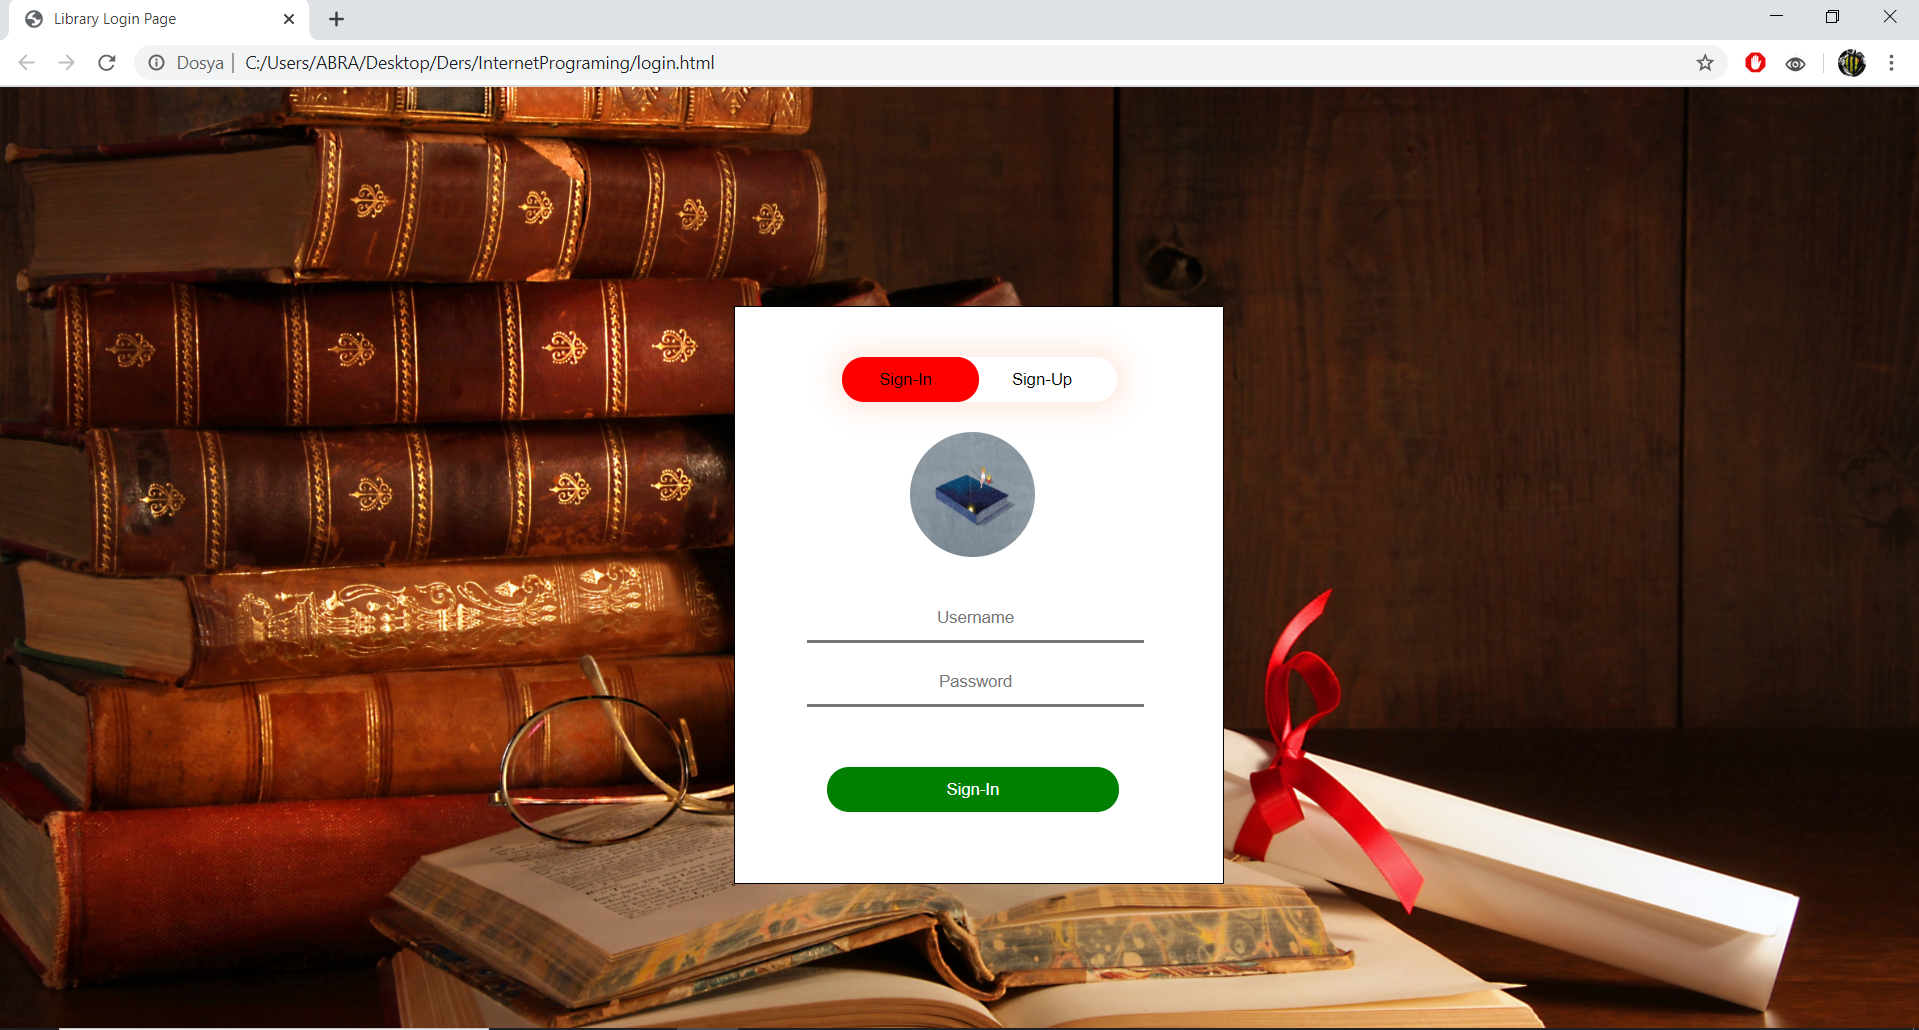 Library Login Page
Dosya | C:/Users/ABRA/Desktop/Ders/InternetPrograming/login.html
Sign-In Sign-Up
Username
Password
Sign-In